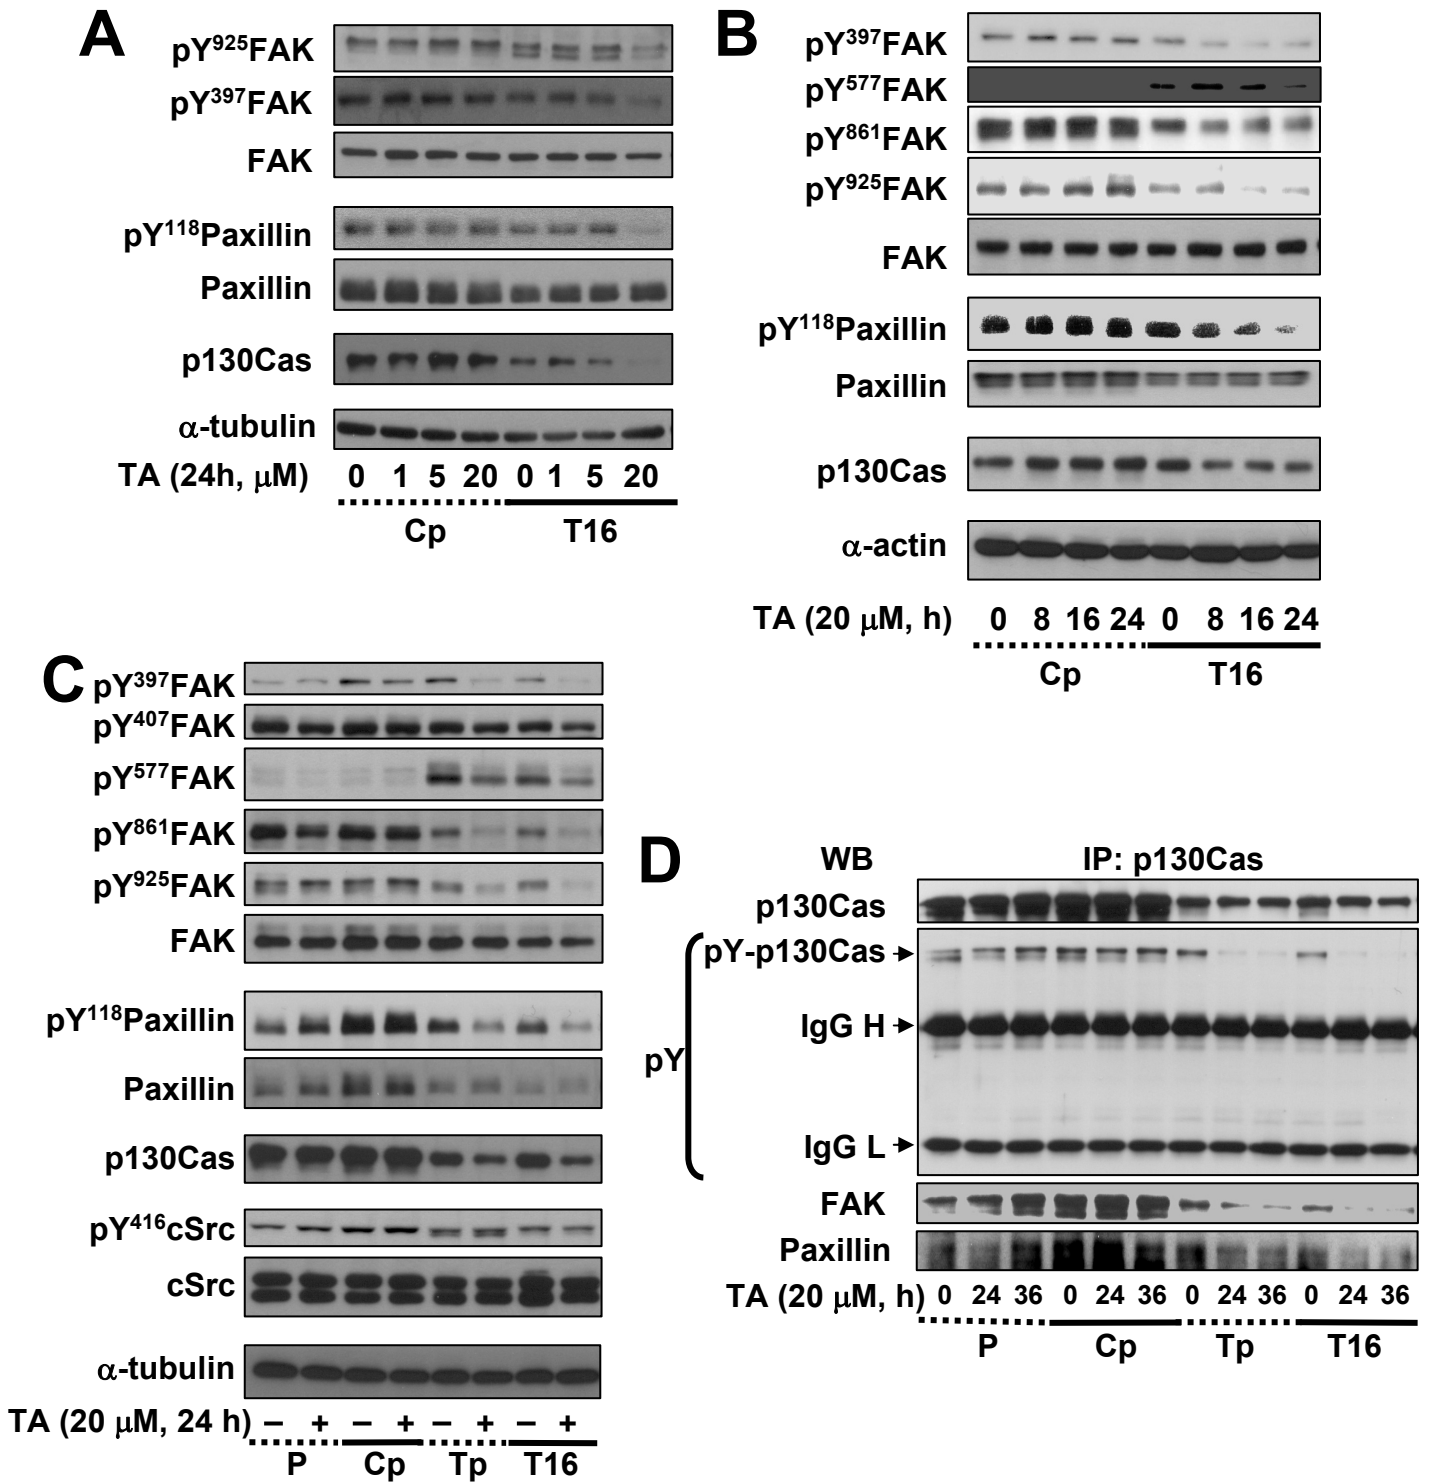 A
pY925FAK
pY397FAK
FAK
pY118Paxillin
Paxillin
p130Cas
α-tubulin
TA (24h, μM) 0 1 5 20 0 1 5 20
Cp T16
B
pY397FAK
pY577FAK
pY861FAK
pY925FAK
FAK
pY118Paxillin
Paxillin
p130Cas
α-actin
TA (20 μM, h) 0 8 16 24 0 8 16 24
Cp T16
C
pY397FAK
pY407FAK
pY577FAK
pY861FAK
pY925FAK
FAK
pY118Paxillin
Paxillin
p130Cas
pY416cSrc
cSrc
α-tubulin
TA (20 μM, 24 h) − + − + − + − +
P Cp Tp T16
D
WB IP: p130Cas
p130Cas
pY-p130Cas
IgG H
pY
IgG L
FAK
Paxillin
TA (20 μM, h) 0 24 36 0 24 36 0 24 36 0 24 36
P Cp Tp T16